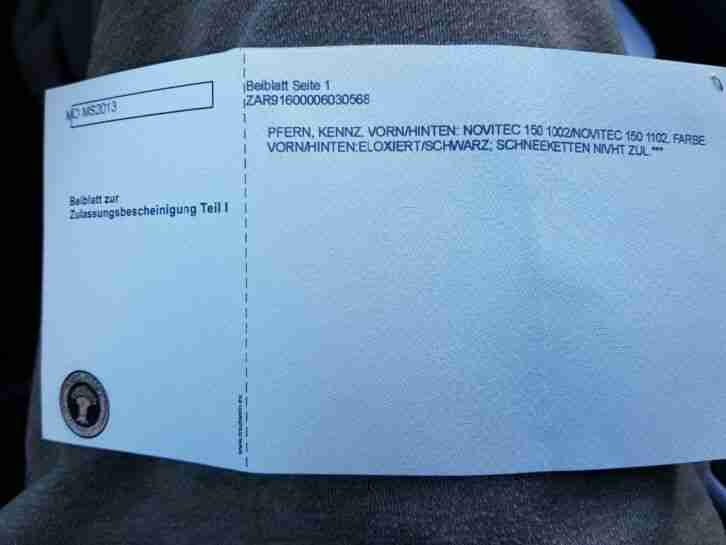 MO MS2013
Beiblatt zur
Zulassungsbescheinigung Teil I
Beiblatt Seite 1
ZAR91600006030568
PFERN, KENNZ. VORN/HINTEN: NOVITEC 150 1002/NOVITEC 150 1102, FARBE
VORN/HINTEN:ELOXIERT/SCHWARZ; SCHNEEKETTEN NIVHT ZUL.***